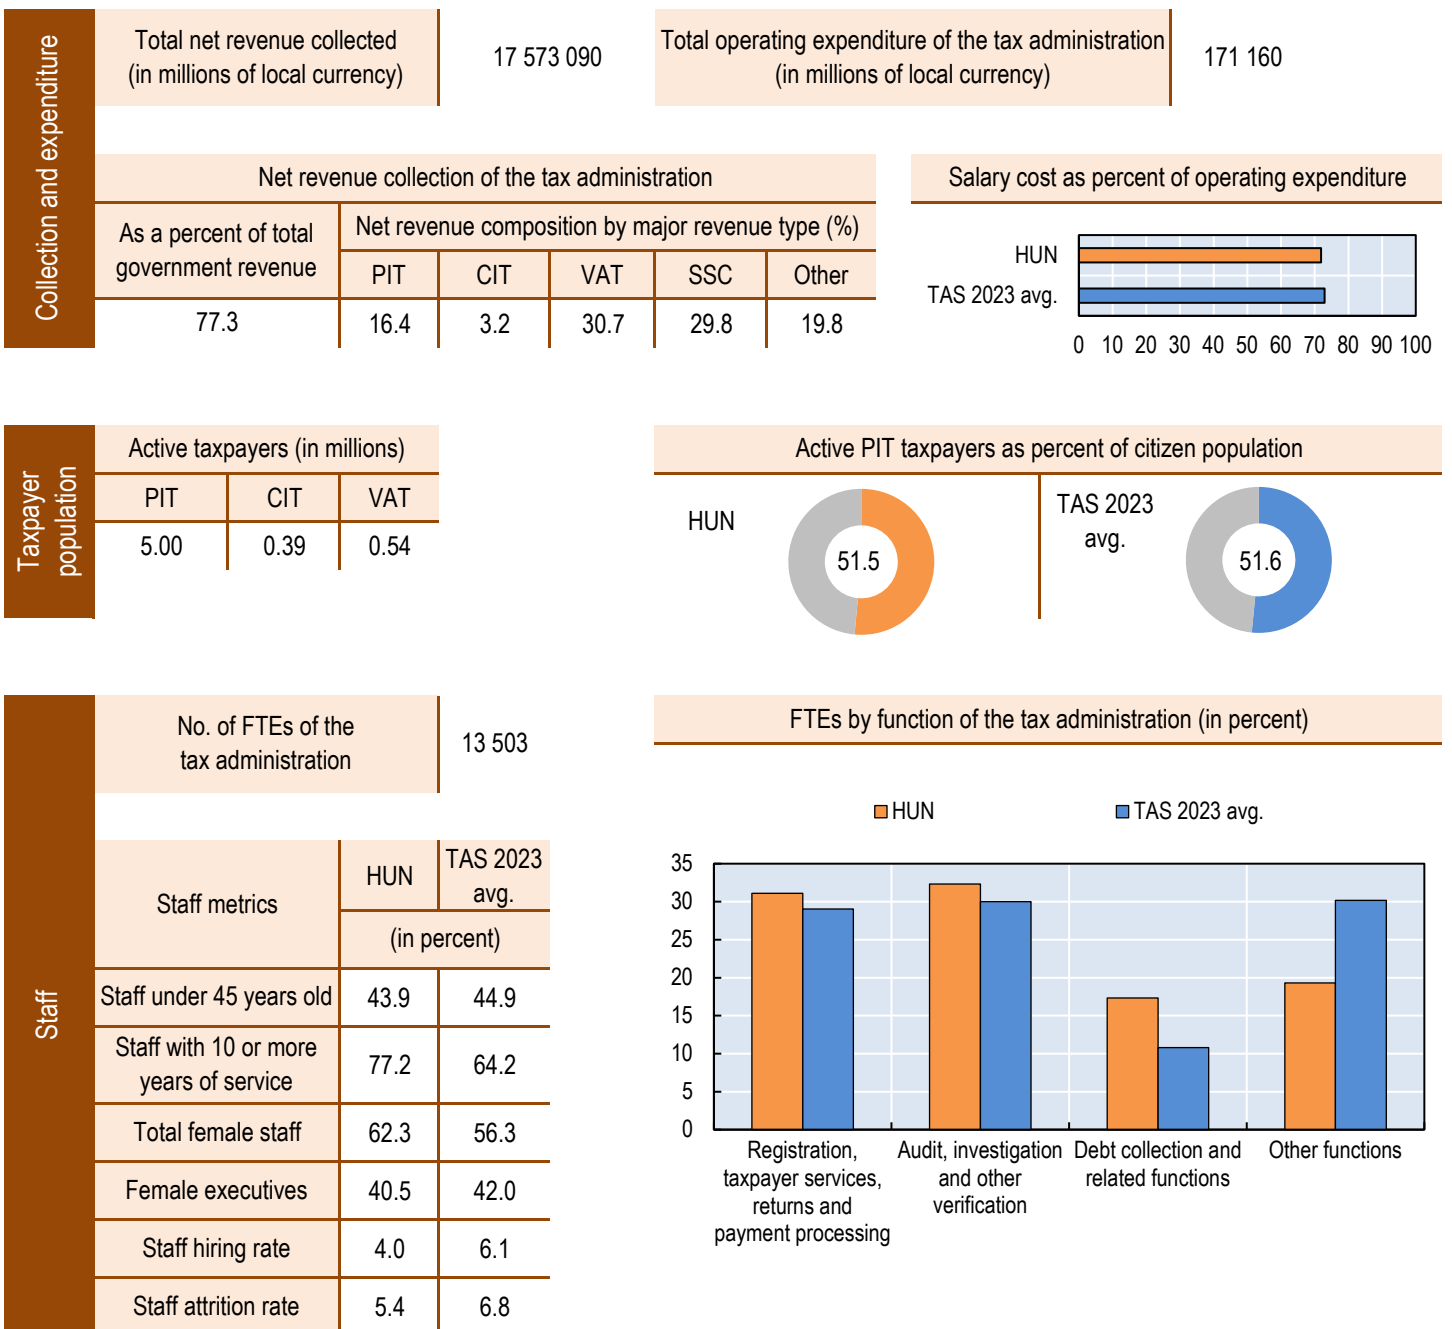 Collection and expenditure
Total net revenue collected
(in millions of local currency)
17 573 090
Total operating expenditure of the tax administration
(in millions of local currency)
171 160
Net revenue collection of the tax administration
As a percent of total
government revenue
Net revenue composition by major revenue type (%)
PIT CIT VAT SSC Other
77.3 16.4 3.2 30.7 29.8 19.8
Salary cost as percent of operating expenditure
HUN
TAS 2023 avg.
0 10 20 30 40 50 60 70 80 90 100
Taxpayer
population
Active taxpayers (in millions)
PIT CIT VAT
5.00 0.39 0.54
Active PIT taxpayers as percent of citizen population
HUN
51.5
TAS 2023
avg.
51.6
Staff
No. of FTEs of the
tax administration
13 503
Staff metrics
HUN
TAS 2023
avg.
(in percent)
Staff under 45 years old 43.9 44.9
Staff with 10 or more
years of service
77.2 64.2
Total female staff 62.3 56.3
Female executives 40.5 42.0
Staff hiring rate 4.0 6.1
Staff attrition rate 5.4 6.8
FTEs by function of the tax administration (in percent)
HUN
TAS 2023 avg.
35
30
25
20
15
10
5
0
Registration,
taxpayer services,
returns and
payment processing
Audit, investigation
and other
verification
Debt collection and
related functions
Other functions